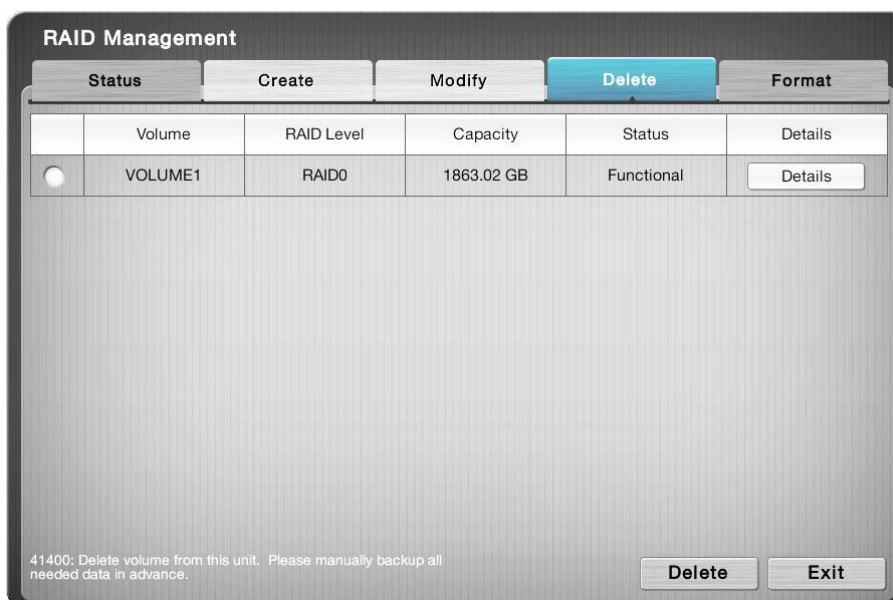 RAID Management
Status Create Modify Delete Format
Volume RAID Level Capacity Status Details
VOLUME1 RAID0 1863.02 GB Functional Details
41400: Delete volume from this unit. Please manually backup all
needed data in advance.
Delete Exit